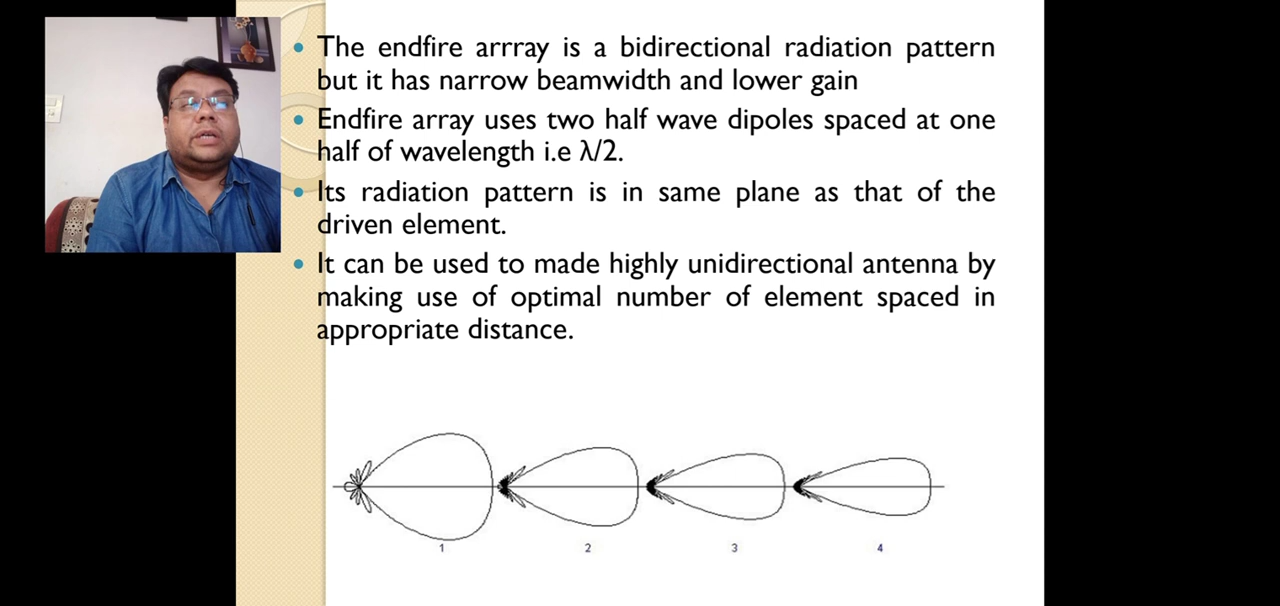 The endfire arrray is a bidirectional radiation pattern
but it has narrow beamwidth and lower gain
Endfire array uses two half wave dipoles spaced at one
half of wavelength i.e λ/2.
Its radiation pattern is in same plane as that of the
driven element.
It can be used to made highly unidirectional antenna by
making use of optimal number of element spaced in
appropriate distance.
1 2 3 4